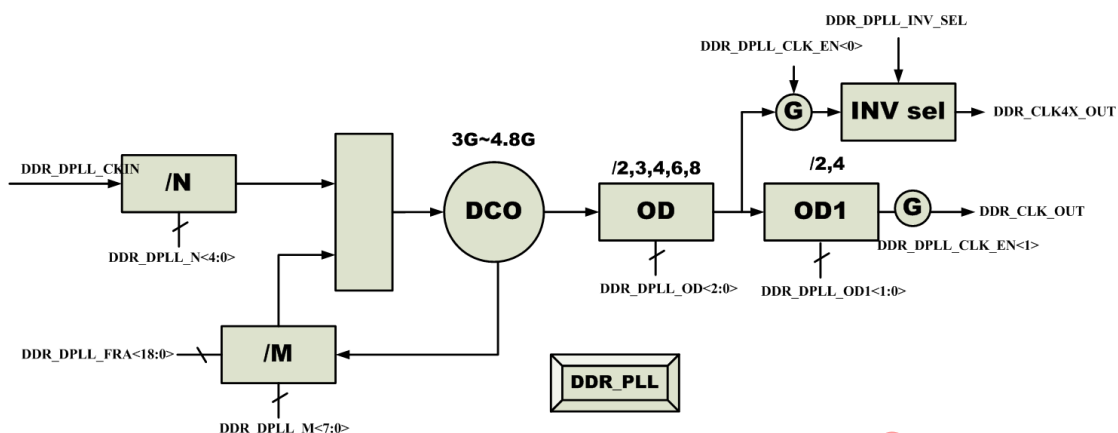 DDR_DPLL_INV_SEL
DDR_DPLL_CLK_EN<0>
G
INV sel
DDR_CLK4X_OUT
3G~4.8G
/2,3,4,6,8
/2,4
DDR_DPLL_CKIN
/N
DCO
OD
OD1
G
DDR_CLK_OUT
DDR_DPLL_CLK_EN<1>
DDR_DPLL_N<4:0>
DDR_DPLL_OD<2:0>
DDR_DPLL_OD1<1:0>
DDR_DPLL_FRA<18:0>
/M
DDR_PLL
DDR_DPLL_M<7:0>